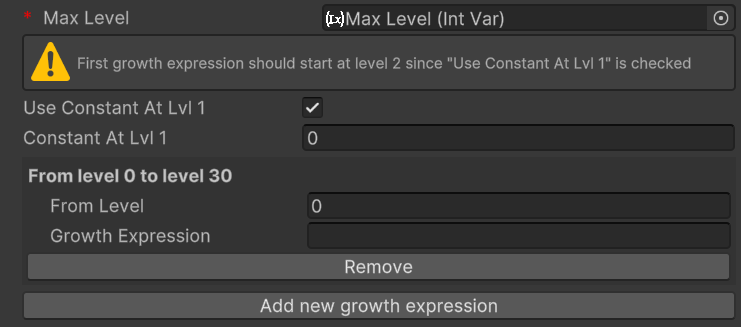 * Max Level
(x) Max Level (Int Var)
First growth expression should start at level 2 since "Use Constant At Lvl 1" is checked
Use Constant At Lvl 1
Constant At Lvl 1
0
From level 0 to level 30
From Level
0
Growth Expression
Remove
Add new growth expression